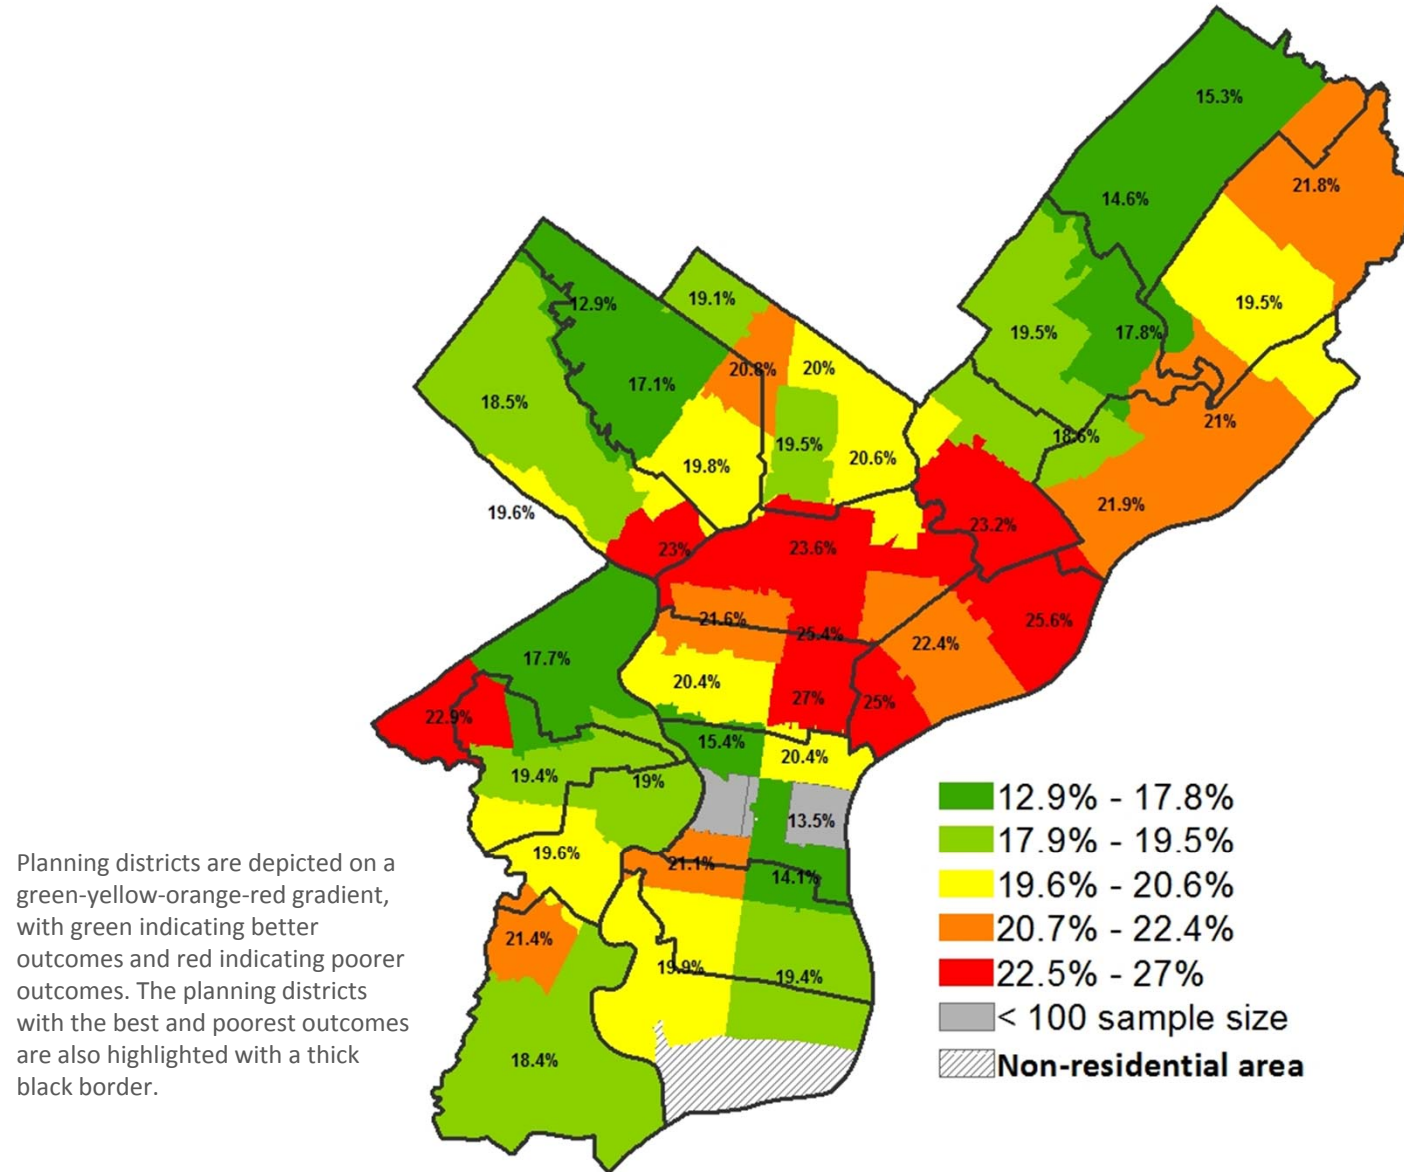 15.3%
21.8%
14.6%
19.1%
12.9%
19.5%
19.5%
17.8%
20.8%
20%
17.1%
18.5%
21%
18.6%
19.5%
20.6%
19.8%
21.9%
19.6%
23.2%
23%
23.6%
21.6%
25.6%
25.4%
22.4%
17.7%
20.4%
27%
25%
22.9%
15.4%
20.4%
19.4%
19%
13.5%
19.6%
21.1%
14.1%
21.4%
19.9%
19.4%
18.4%
Planning districts are depicted on a
green-yellow-orange-red gradient,
with green indicating better
outcomes and red indicating poorer
outcomes. The planning districts
with the best and poorest outcomes
are also highlighted with a thick
black border.
12.9% - 17.8%
17.9% - 19.5%
19.6% - 20.6%
20.7% - 22.4%
22.5% - 27%
< 100 sample size
Non-residential area